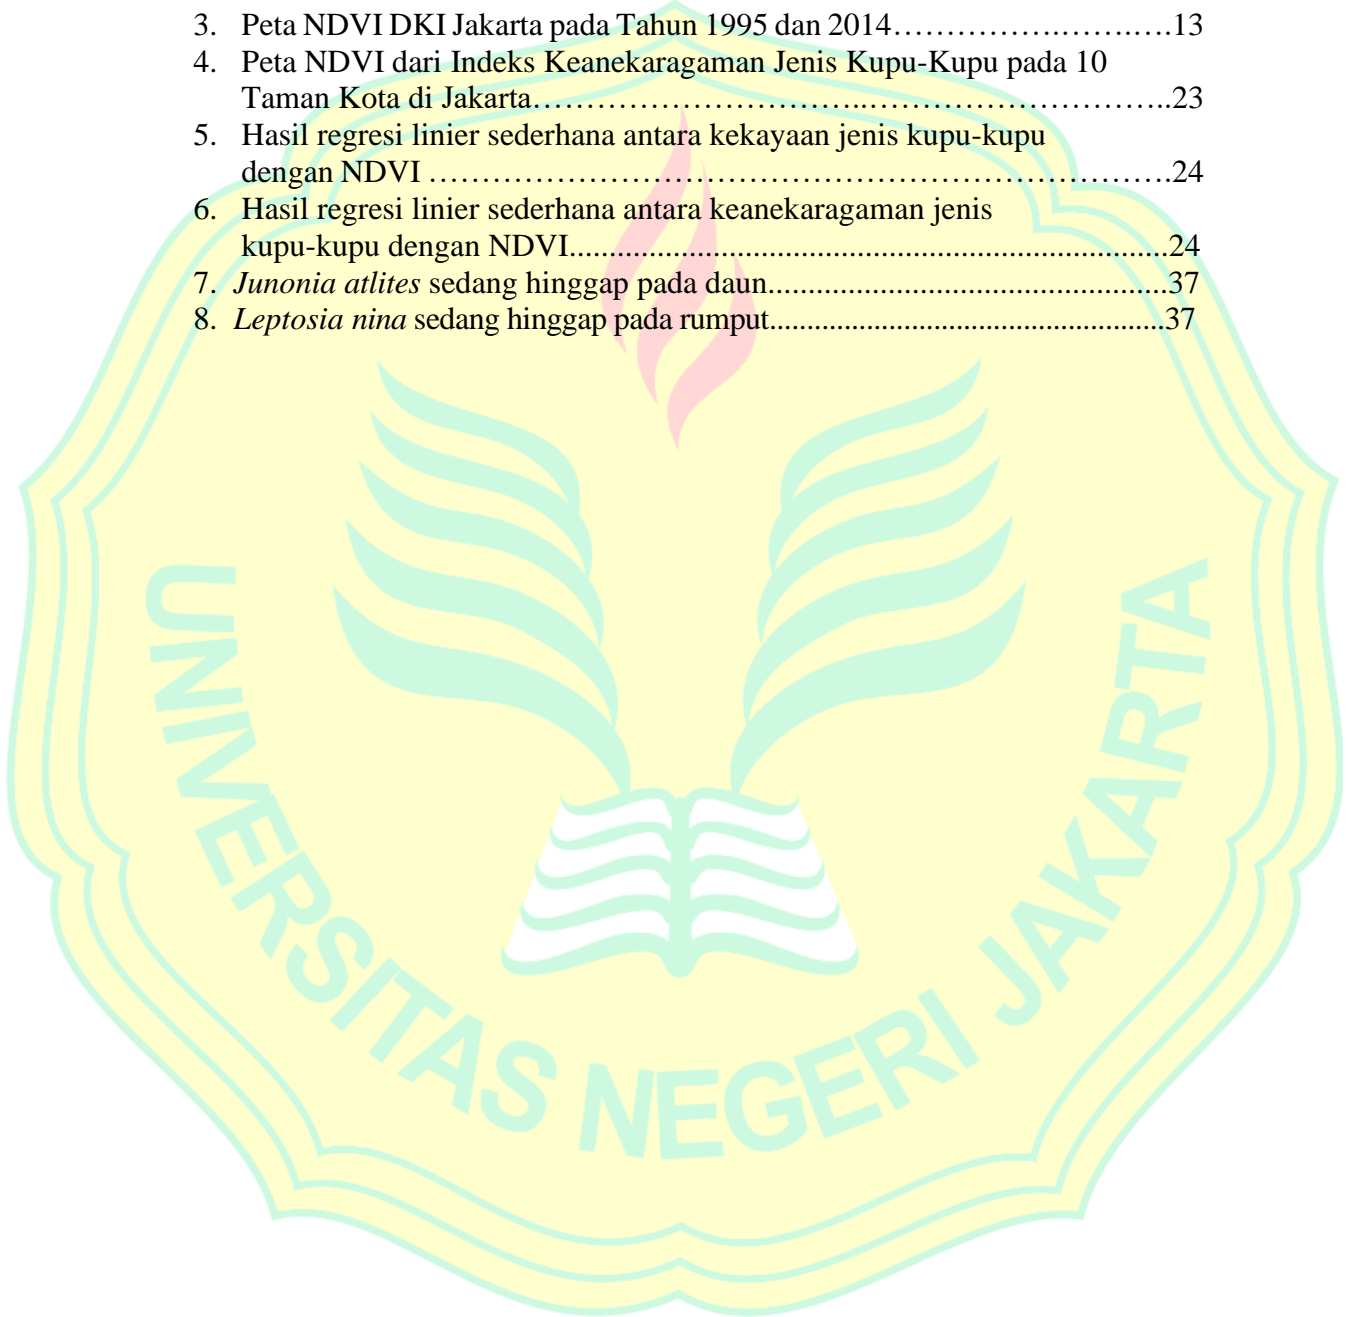 3. Peta NDVI DKI Jakarta pada Tahun 1995 dan 2014…………….…….….13
4. Peta NDVI dari Indeks Keanekaragaman Jenis Kupu-Kupu pada 10
Taman Kota di Jakarta…………………………..………………………..23
5. Hasil regresi linier sederhana antara kekayaan jenis kupu-kupu
dengan NDVI ……………………………………………………………….24
6. Hasil regresi linier sederhana antara keanekaragaman jenis
kupu-kupu dengan NDVI...............................................................................24
7. Junonia atlites sedang hinggap pada daun....................................................37
8. Leptosia nina sedang hinggap pada rumput...................................................37
UNIVERSITAS NEGERI JAKARTA